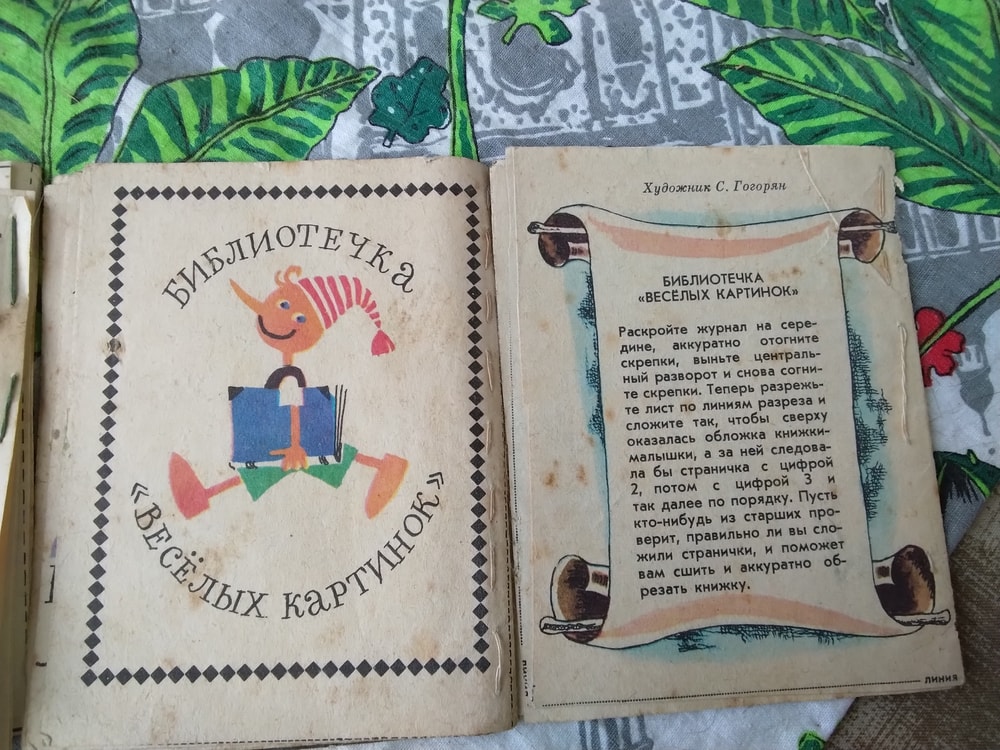 БИБЛИОТЕЧКА
«ВЕСЁЛЫХ КАРТИНОК»
Художник С. Гогорян
БИБЛИОТЕЧКА
«ВЕСЁЛЫХ КАРТИНОК»
Раскройте журнал на сере-
дине, аккуратно отогните
скрепки, выньте централь-
ный разворот и снова согни-
те скрепки. Теперь разрежь-
те лист по линиям разреза и
сложите так, чтобы сверху
оказалась обложка книжки-
малышки, а за ней следова-
ла бы страничка с цифрой
2, потом с цифрой 3 и
так далее по порядку. Пусть
кто-нибудь из старших про-
верит, правильно ли вы сло-
жили странички, и поможет
вам сшить и аккуратно об-
резать книжку.
ЛИНИЯ